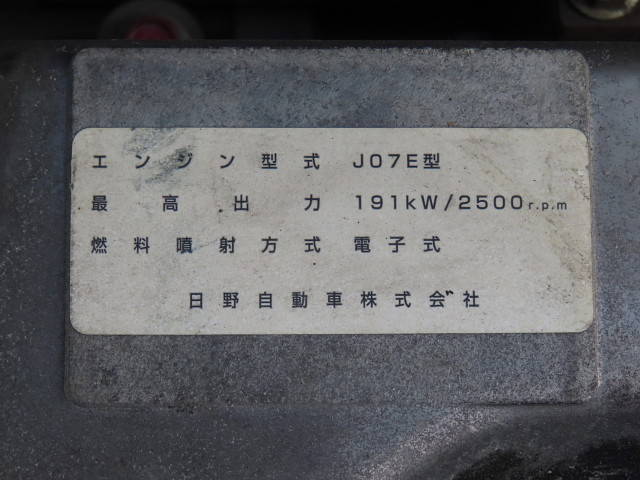 エンジン型式 J07E型
最高出力 191kW/2500r.p.m
燃料噴射方式 電子式
日野自動車株式会社